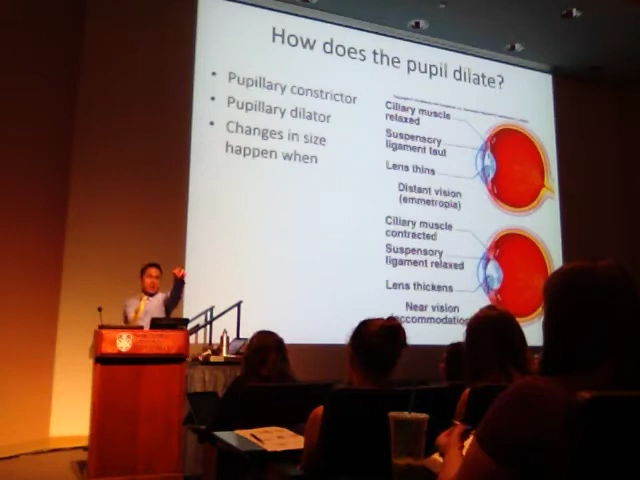 How does the pupil dilate?
• Pupillary constrictor
• Pupillary dilator
• Changes in size
happen when
Ciliary muscle
relaxed
Suspensory
ligament taut
Lens thins
Distant vision
(emmetropia)
Ciliary muscle
contracted
Suspensory
ligament relaxed
Lens thickens
Near vision
accommodation